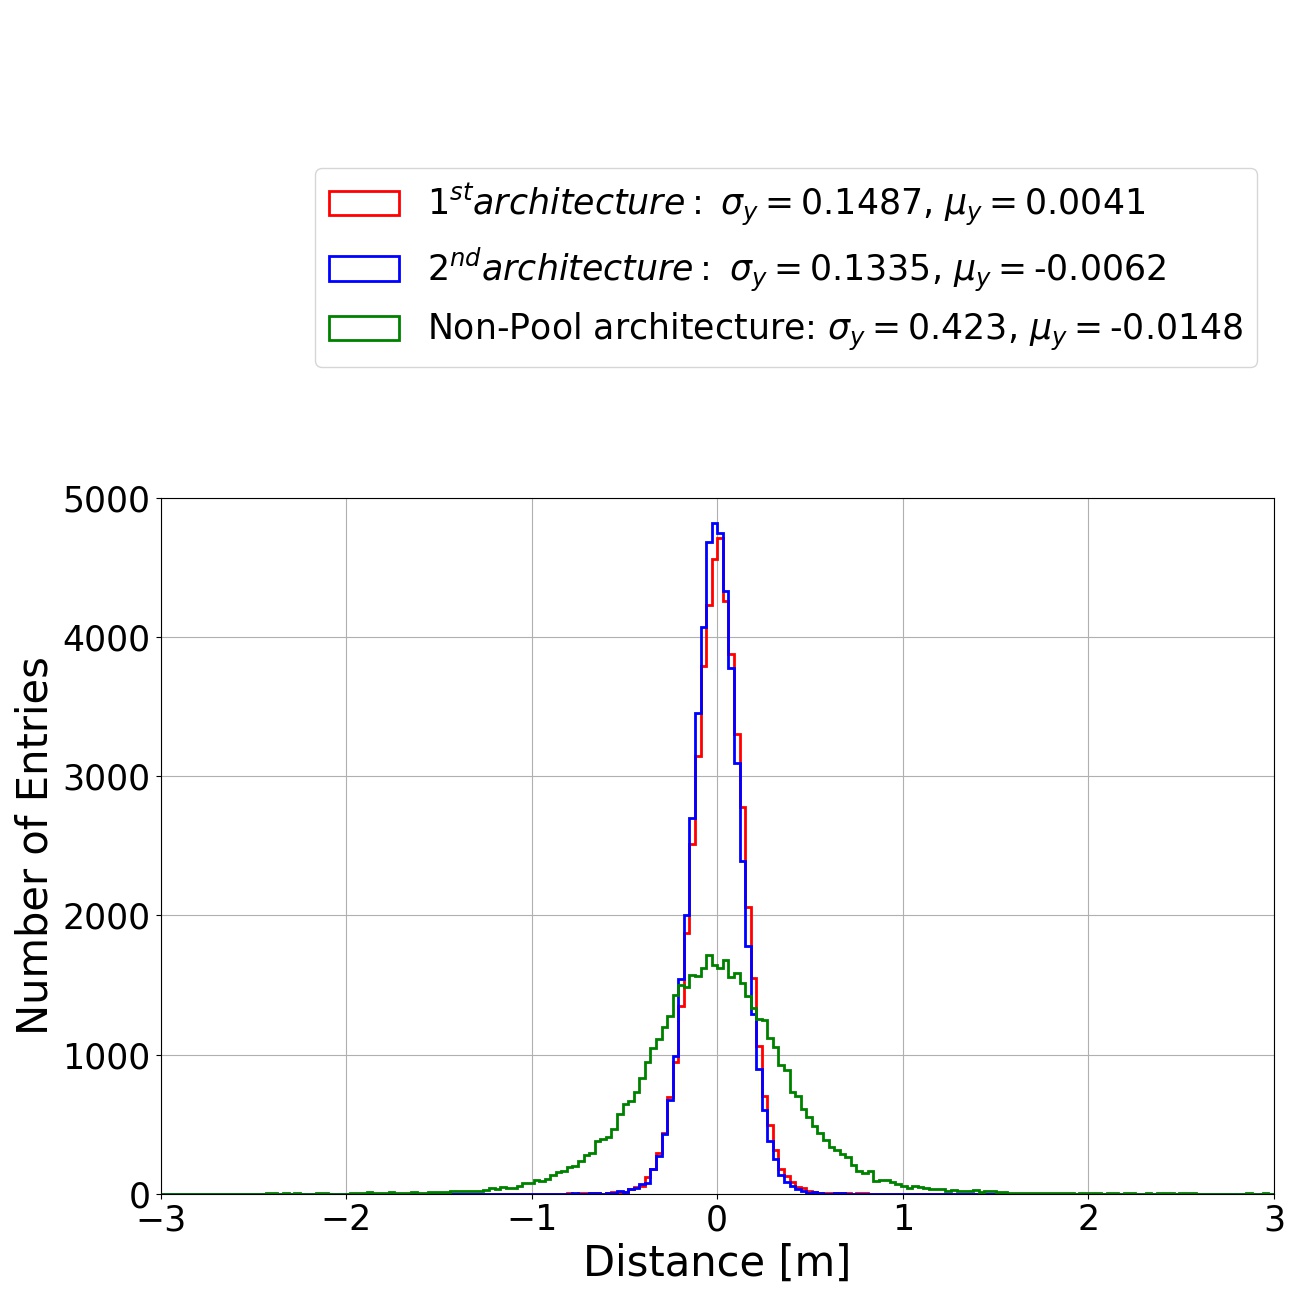 1^{st}architecture: σ_y = 0.1487, μ_y = 0.0041
2^{nd}architecture: σ_y = 0.1335, μ_y = -0.0062
Non-Pool architecture: σ_y = 0.423, μ_y = -0.0148
5000
4000
3000
2000
1000
0
Number of Entries
−3 −2 −1 0 1 2 3
Distance [m]